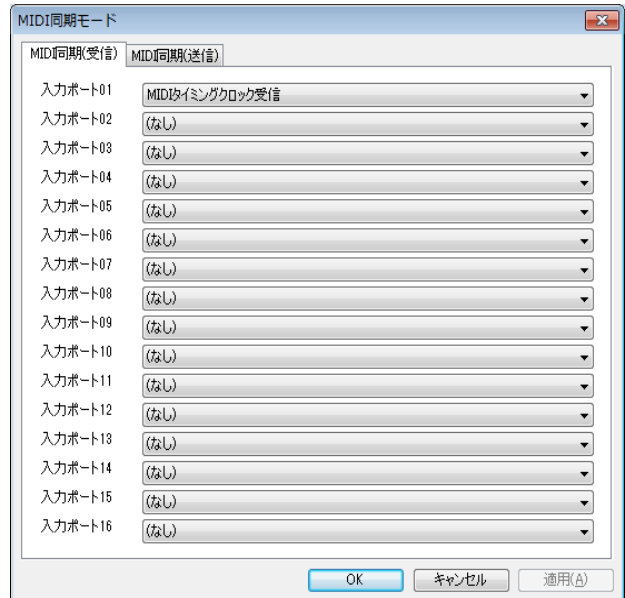 MIDI同期モード
MIDI同期(受信) MIDI同期(送信)
入力ポート01 MIDIタイミングクロック受信
入力ポート02 (なし)
入力ポート03 (なし)
入力ポート04 (なし)
入力ポート05 (なし)
入力ポート06 (なし)
入力ポート07 (なし)
入力ポート08 (なし)
入力ポート09 (なし)
入力ポート10 (なし)
入力ポート11 (なし)
入力ポート12 (なし)
入力ポート13 (なし)
入力ポート14 (なし)
入力ポート15 (なし)
入力ポート16 (なし)
OK キャンセル 適用(A)